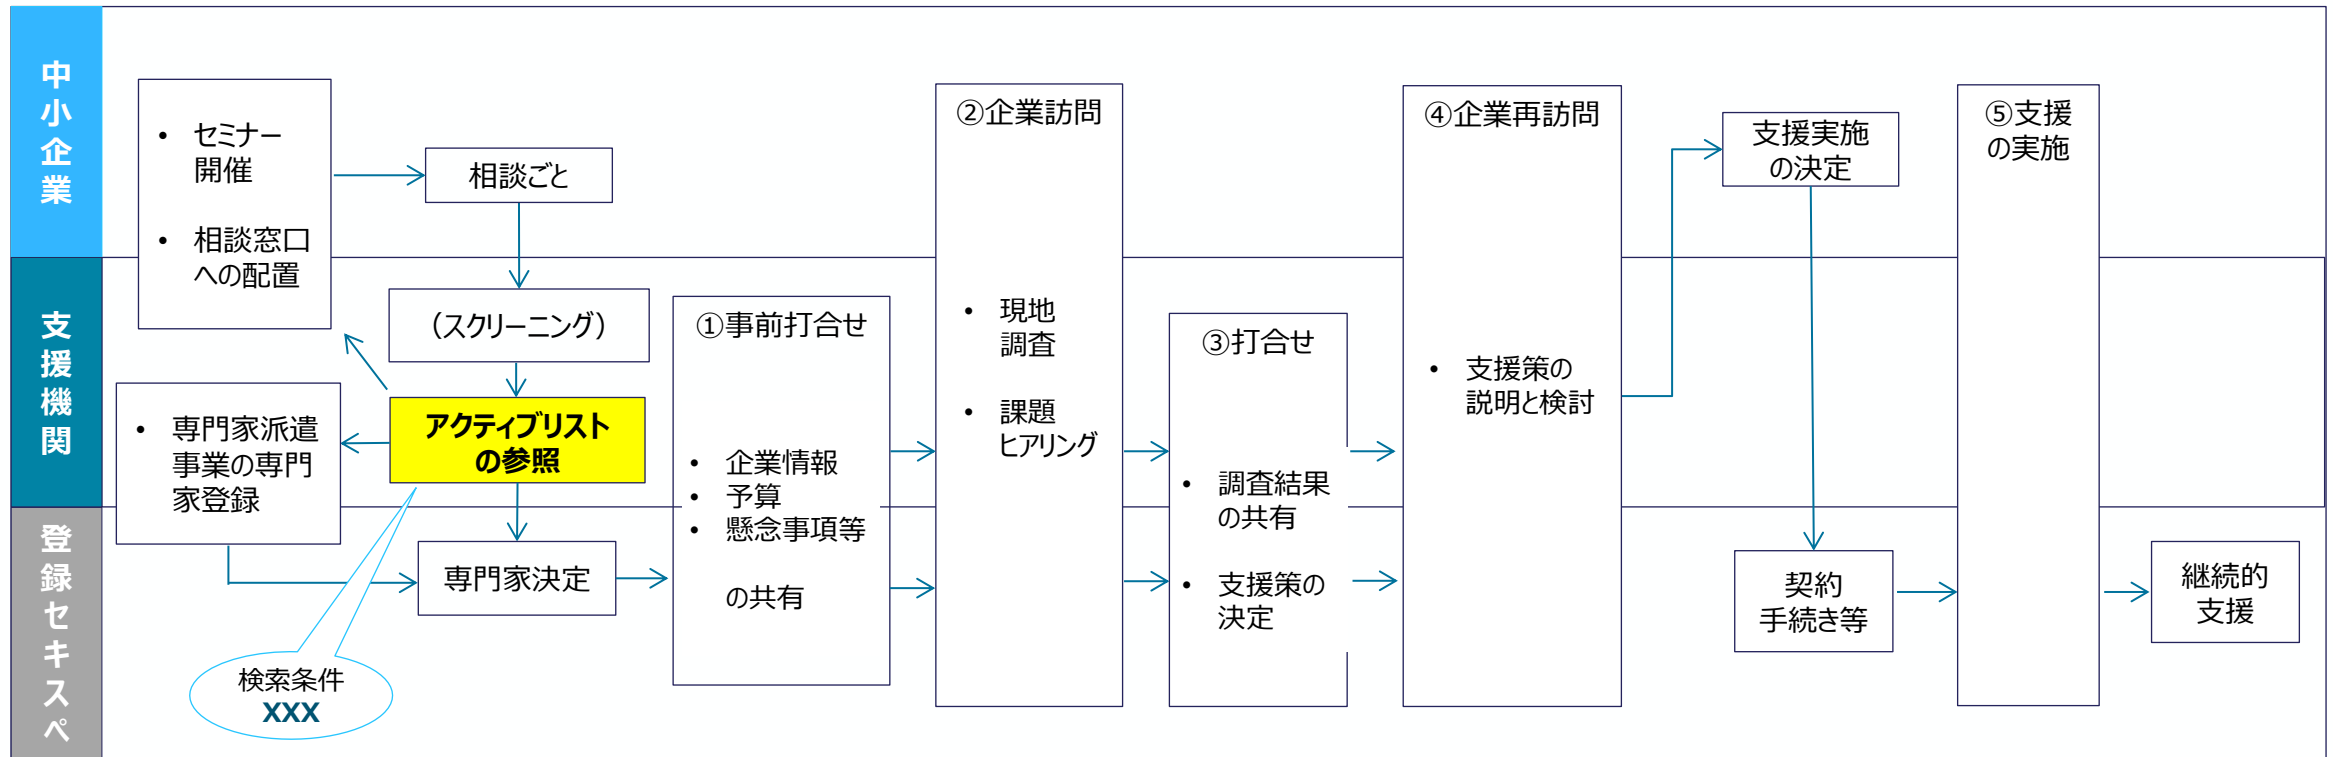 中小企業
• セミナー
開催
• 相談窓口
への配置
相談ごと
②企業訪問
• 現地
調査
• 課題
ヒアリング
④企業再訪問
• 支援策の
説明と検討
支援実施
の決定
⑤支援
の実施
支援機関
(スクリーニング)
アクティブリスト
の参照
• 専門家派遣
事業の専門
家登録
①事前打合せ
• 企業情報
• 予算
• 懸念事項等
の共有
③打合せ
• 調査結果
の共有
• 支援策の
決定
登録セキスペ
専門家決定
検索条件
XXX
契約
手続き等
継続的
支援